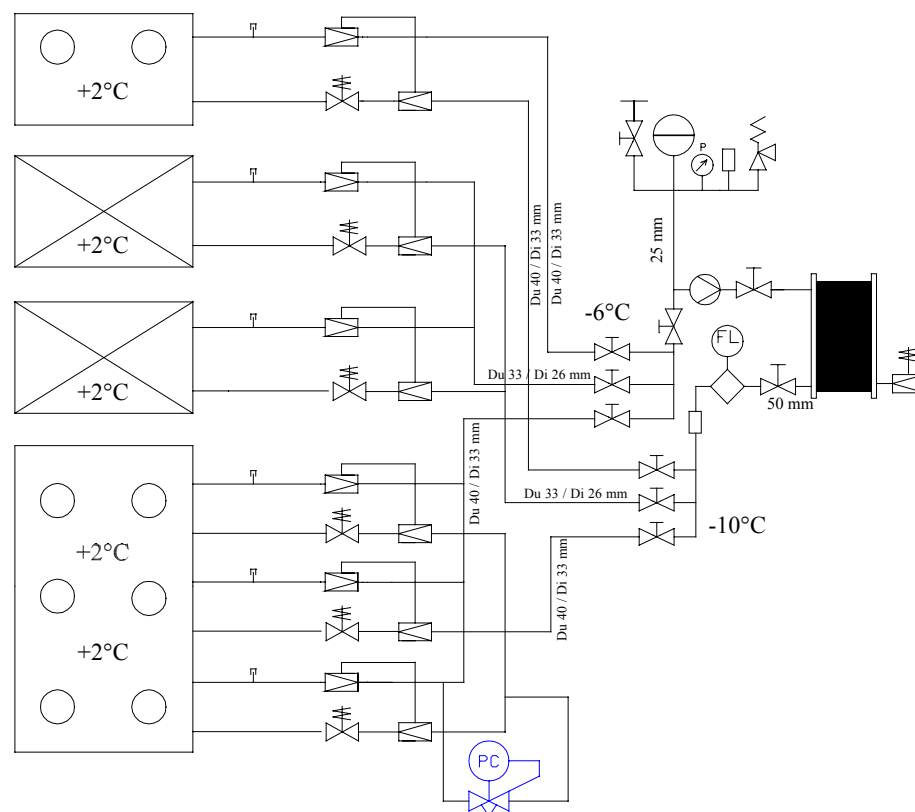 +2°C
P
Du 40 / Di 33 mm
Du 40 / Di 33 mm
25 mm
+2°C
-6°C
FL
+2°C
Du 33 / Di 26 mm
50 mm
Du 40 / Di 33 mm
Du 33 / Di 26 mm
-10°C
+2°C
Du 40 / Di 33 mm
+2°C
PC